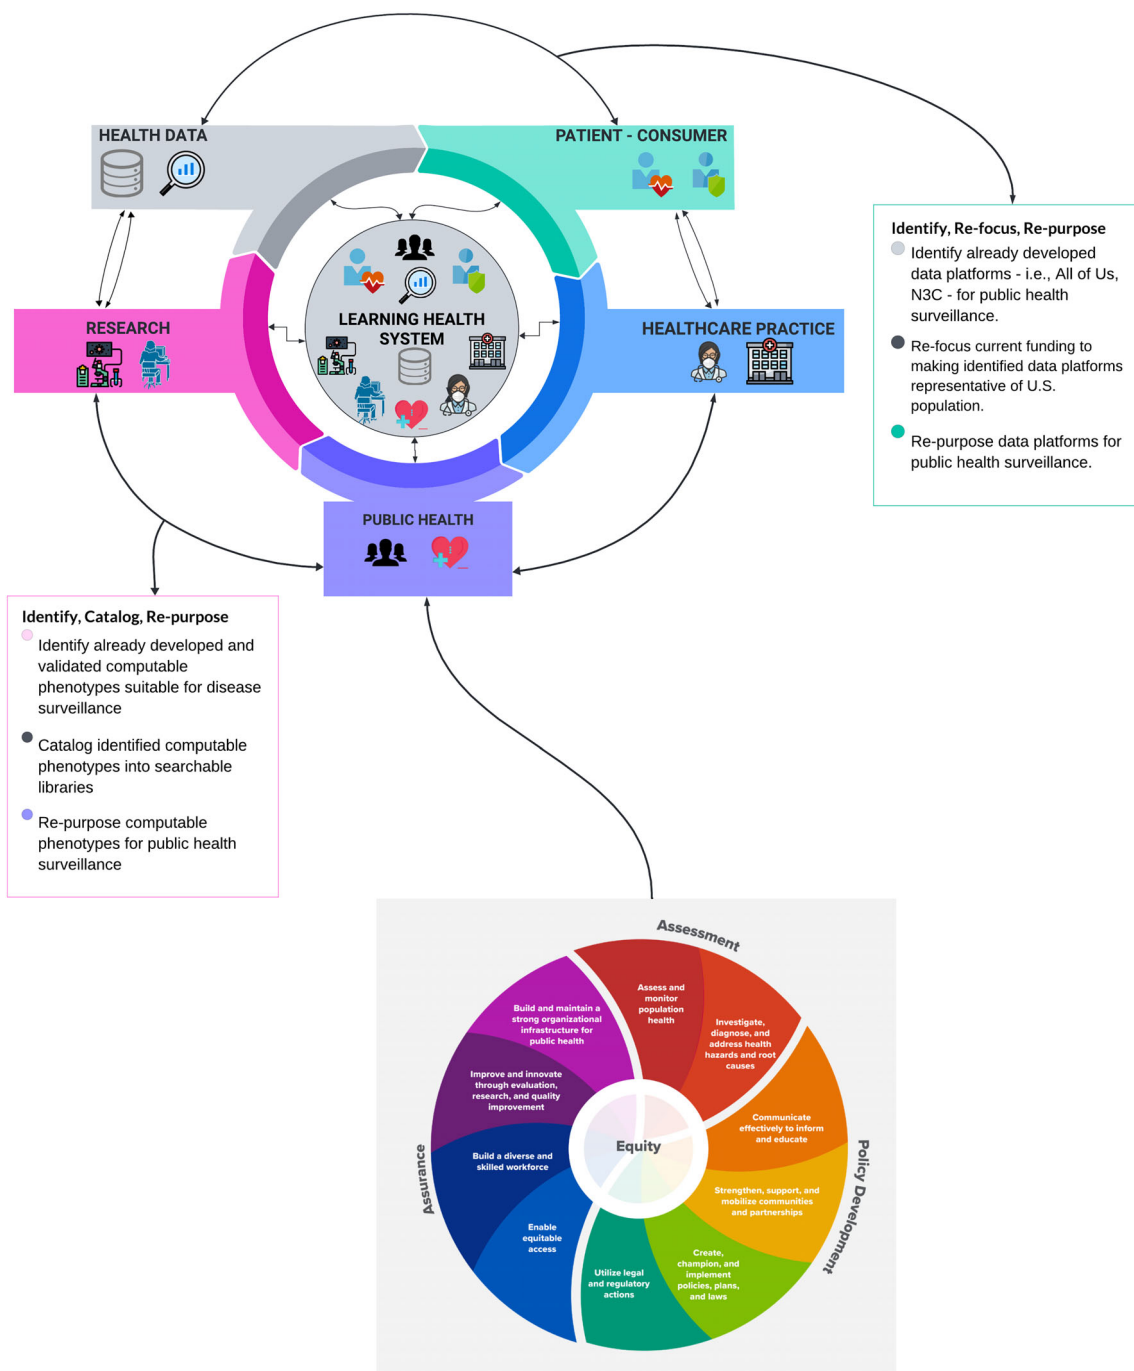 HEALTH DATA
PATIENT - CONSUMER
LEARNING HEALTH
SYSTEM
RESEARCH
HEALTHCARE PRACTICE
PUBLIC HEALTH
Identify, Re-focus, Re-purpose
Identify already developed
data platforms - i.e., All of Us,
N3C - for public health
surveillance.
Re-focus current funding to
making identified data platforms
representative of U.S.
population.
Re-purpose data platforms for
public health surveillance.
Identify, Catalog, Re-purpose
Identify already developed and
validated computable
phenotypes suitable for disease
surveillance
Catalog identified computable
phenotypes into searchable
libraries
Re-purpose computable
phenotypes for public health
surveillance
Assessment
Assess and
monitor
population
health
Investigate,
diagnose, and
address health
hazards and root
causes
Policy Development
Communicate
effectively to inform
and educate
Strengthen, support, and
mobilize communities
and partnerships
Create,
champion, and
implement
policies, plans,
and laws
Utilize legal
and regulatory
actions
Assurance
Enable
equitable
access
Build a diverse and
skilled workforce
Improve and innovate
through evaluation,
research, and quality
improvement
Build and maintain a
strong organizational
infrastructure for
public health
Equity